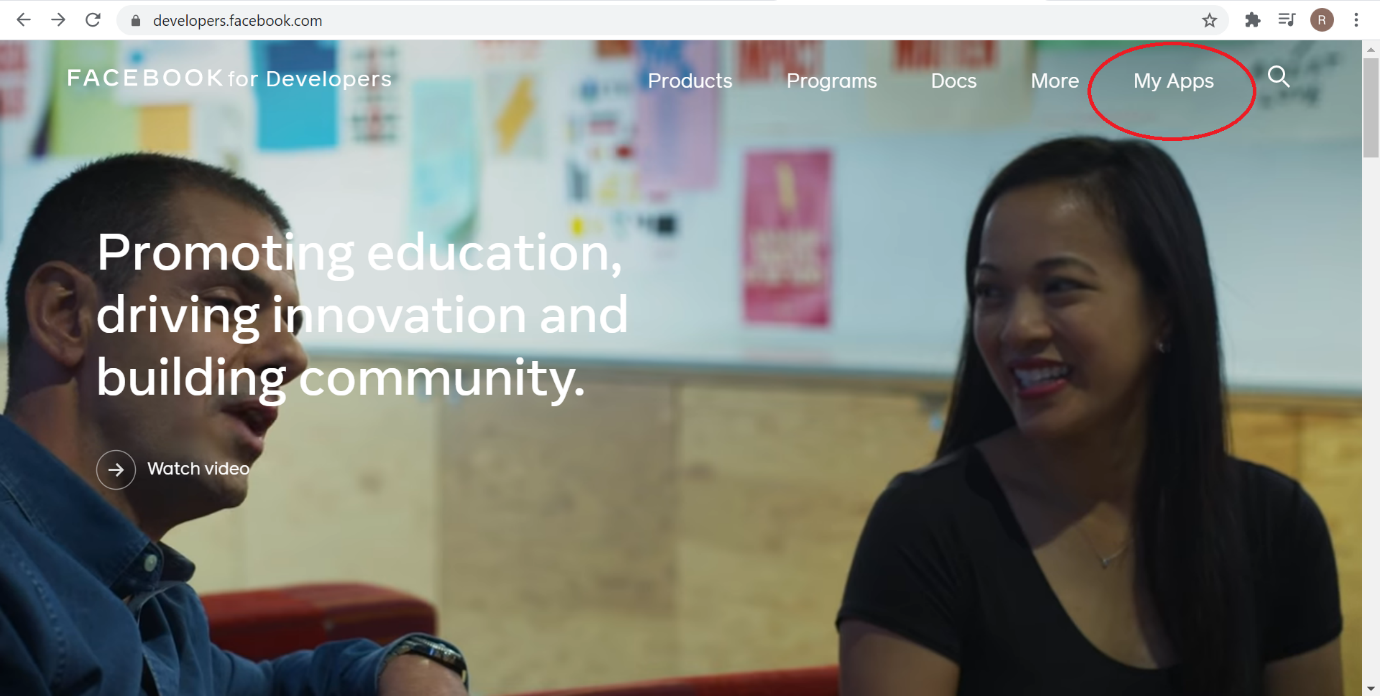 developers.facebook.com
R
FACEBOOK for Developers
Products Programs Docs More My Apps
Promoting education,
driving innovation and
building community.
Watch video